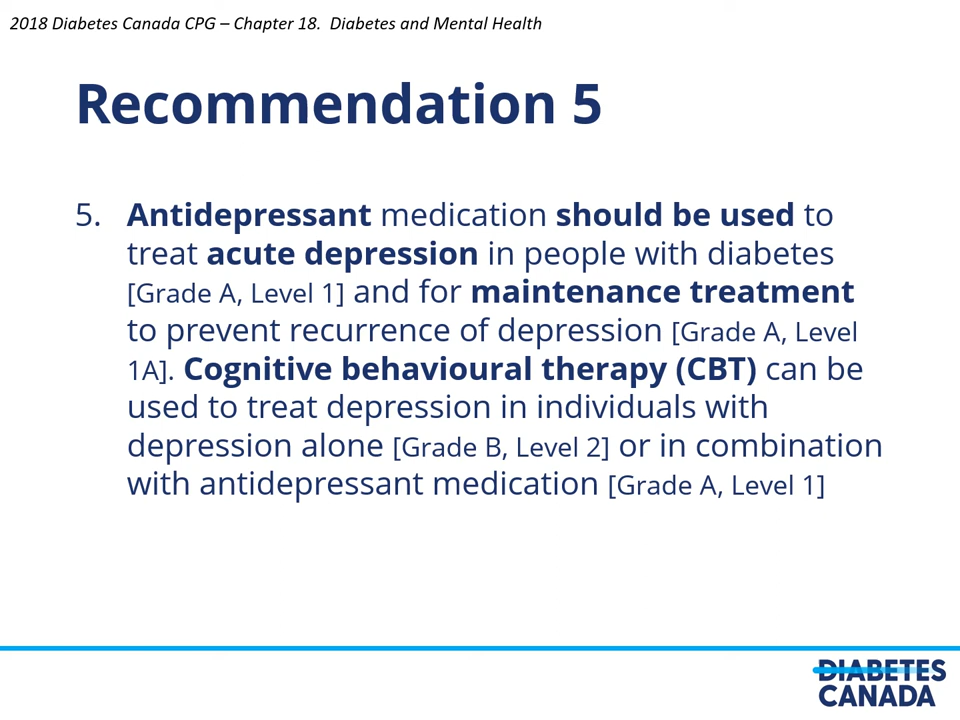 2018 Diabetes Canada CPG – Chapter 18. Diabetes and Mental Health
Recommendation 5
5. Antidepressant medication should be used to
treat acute depression in people with diabetes
[Grade A, Level 1] and for maintenance treatment
to prevent recurrence of depression [Grade A, Level
1A]. Cognitive behavioural therapy (CBT) can be
used to treat depression in individuals with
depression alone [Grade B, Level 2] or in combination
with antidepressant medication [Grade A, Level 1]
DIABETES
CANADA